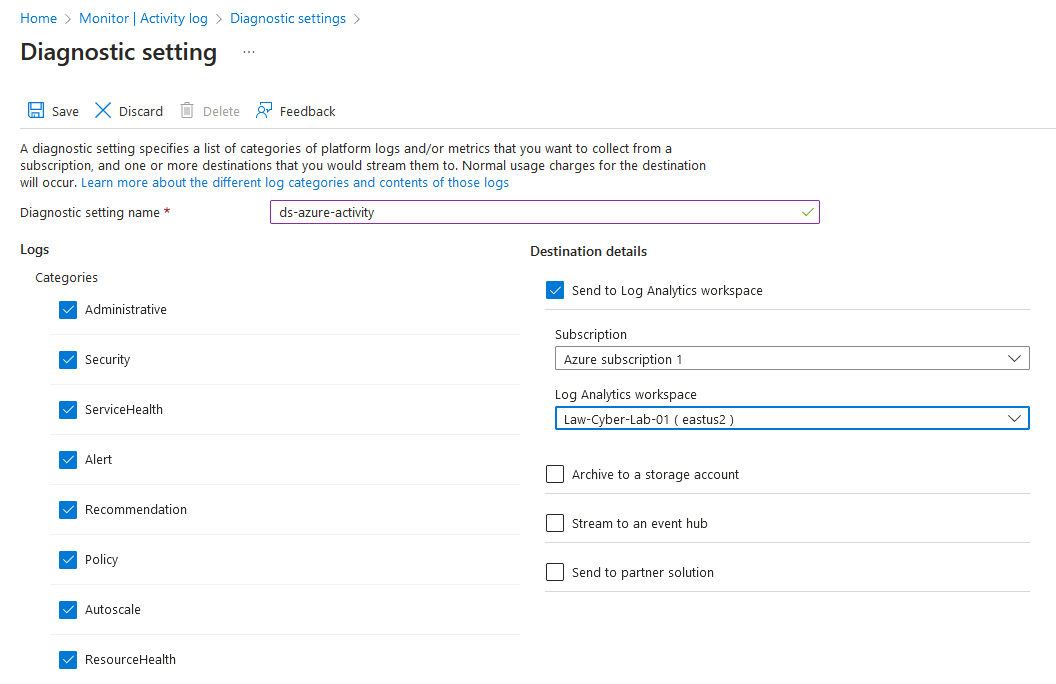 Home > Monitor | Activity log > Diagnostic settings >
Diagnostic setting ...
Save Discard Delete Feedback
A diagnostic setting specifies a list of categories of platform logs and/or metrics that you want to collect from a
subscription, and one or more destinations that you would stream them to. Normal usage charges for the destination
will occur. Learn more about the different log categories and contents of those logs
Diagnostic setting name * ds-azure-activity
Logs
Categories
Administrative
Security
ServiceHealth
Alert
Recommendation
Policy
Autoscale
ResourceHealth
Destination details
Send to Log Analytics workspace
Subscription
Azure subscription 1
Log Analytics workspace
Law-Cyber-Lab-01 ( eastus2 )
Archive to a storage account
Stream to an event hub
Send to partner solution